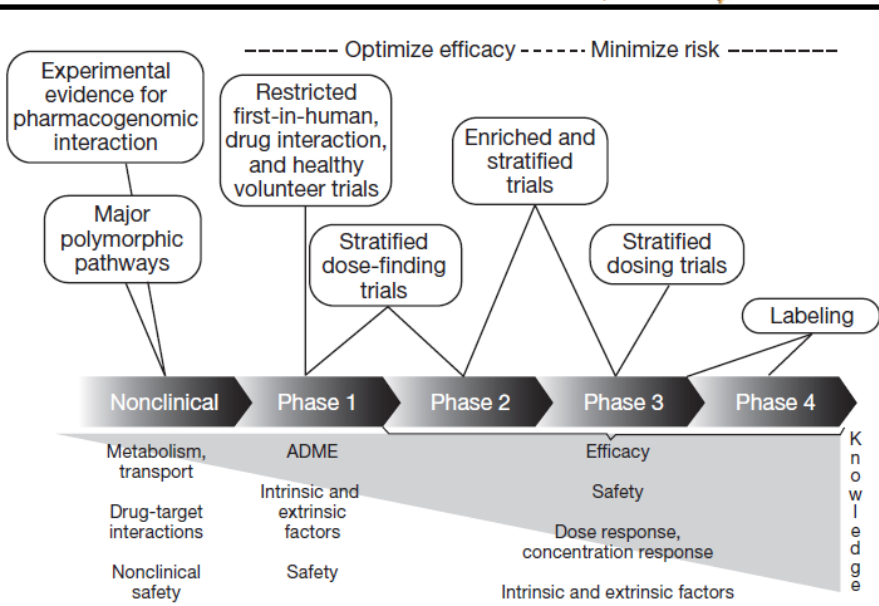 Optimize efficacy
Minimize risk
Experimental
evidence for
pharmacogenomic
interaction
Major
polymorphic
pathways
Restricted
first-in-human,
drug interaction,
and healthy
volunteer trials
Stratified
dose-finding
trials
Enriched and
stratified
trials
Stratified
dosing trials
Labeling
Nonclinical
Phase 1
Phase 2
Phase 3
Phase 4
Metabolism,
transport
Drug-target
interactions
Nonclinical
safety
ADME
Intrinsic and
extrinsic
factors
Safety
Efficacy
Safety
Dose response,
concentration response
Intrinsic and extrinsic factors
Knowledge